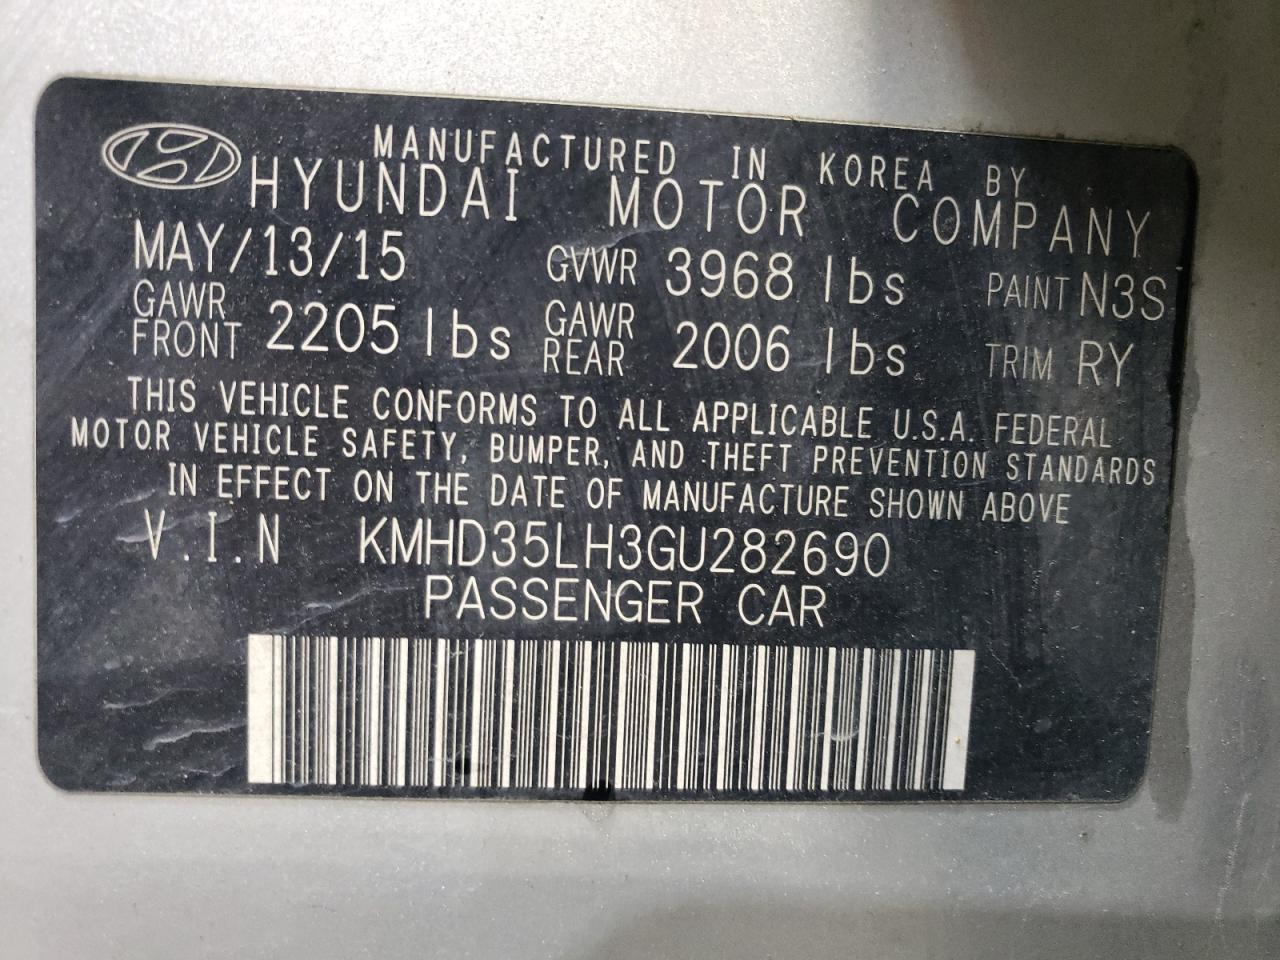 MANUFACTURED IN KOREA BY
HYUNDAI MOTOR COMPANY
MAY/13/15 GVWR 3968 lbs PAINT N3S
GAWR FRONT 2205 lbs GAWR REAR 2006 lbs TRIM RY
THIS VEHICLE CONFORMS TO ALL APPLICABLE U.S.A. FEDERAL
MOTOR VEHICLE SAFETY, BUMPER, AND THEFT PREVENTION STANDARDS
IN EFFECT ON THE DATE OF MANUFACTURE SHOWN ABOVE
V.I.N KMHD35LH3GU282690
PASSENGER CAR